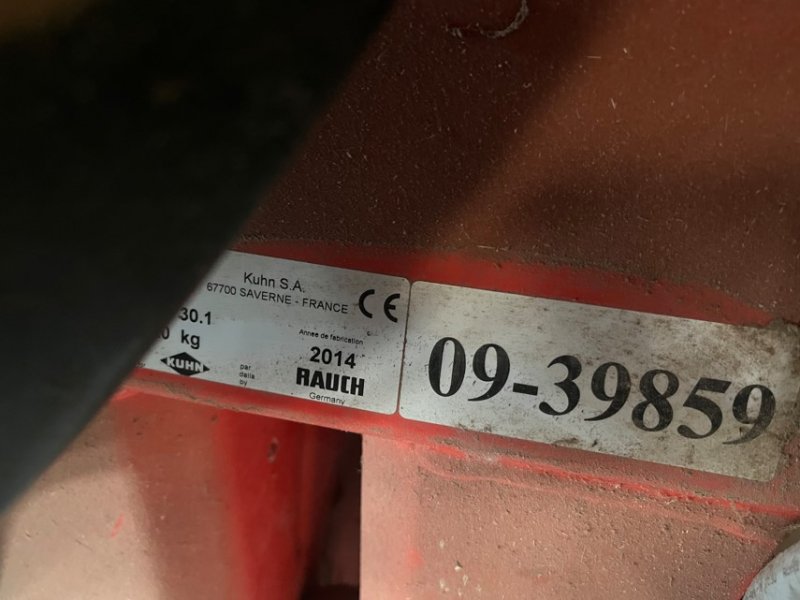 Kuhn S.A.
67700 SAVERNE - FRANCE
CE
30.1
kg
Annee de fabrication
2014
KUHN
par
RAUCH
by
Germany
09-39859